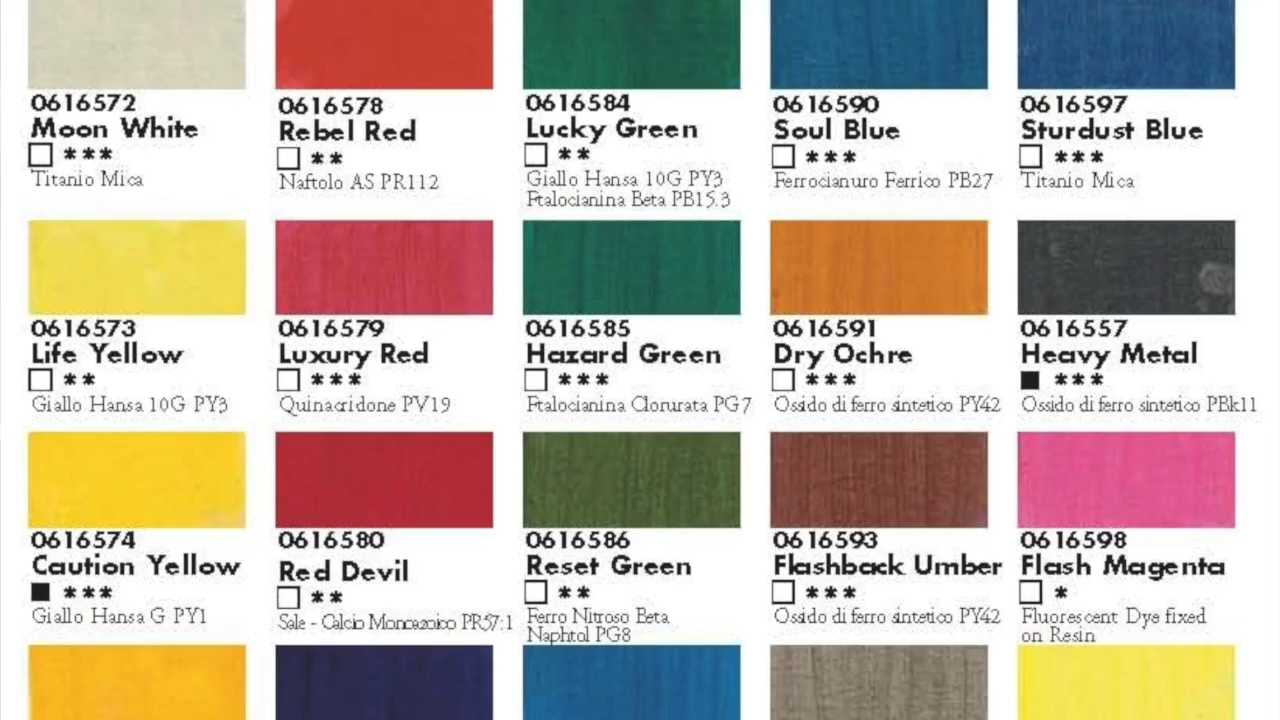 0616572
Moon White
***
Titanio Mica
0616578
Rebel Red
**
Naftolo AS PR112
0616584
Lucky Green
**
Giallo Hansa 10G PY3
Ftalocianina Beta PB15.3
0616590
Soul Blue
***
Ferrocianuro Ferrico PB27
0616597
Sturdust Blue
***
Titanio Mica
0616573
Life Yellow
**
Giallo Hansa 10G PY3
0616579
Luxury Red
***
Quinacridone PV19
0616585
Hazard Green
***
Ftalocianina Clorurata PG7
0616591
Dry Ochre
***
Ossido di ferro sintetico PY42
0616557
Heavy Metal
***
Ossido di ferro sintetico PBk11
0616574
Caution Yellow
***
Giallo Hansa G PY1
0616580
Red Devil
**
Sale - Calcio Moncazoico PR57:1
0616586
Reset Green
**
Ferro Nitroso Beta
Naphtol PG8
0616593
Flashback Umber
***
Ossido di ferro sintetico PY42
0616598
Flash Magenta
*
Fluorescent Dye fixed
on Resin